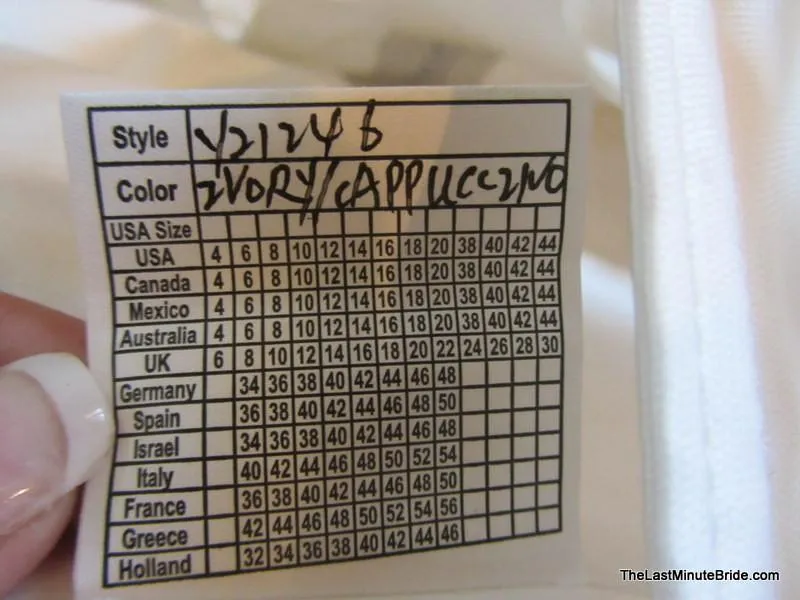 Style Y21246
Color IVORY/CAPPUCCINO
USA Size
USA 4 6 8 10 12 14 16 18 20 38 40 42 44
Canada 4 6 8 10 12 14 16 18 20 38 40 42 44
Mexico 4 6 8 10 12 14 16 18 20 38 40 42 44
Australia 4 6 8 10 12 14 16 18 20 38 40 42 44
UK 6 8 10 12 14 16 18 20 22 24 26 28 30
Germany 34 36 38 40 42 44 46 48
Spain 36 38 40 42 44 46 48 50
Israel 34 36 38 40 42 44 46 48
Italy 40 42 44 46 48 50 52 54
France 36 38 40 42 44 46 48 50
Greece 42 44 46 48 50 52 54 56
Holland 32 34 36 38 40 42 44 46
TheLastMinuteBride.com